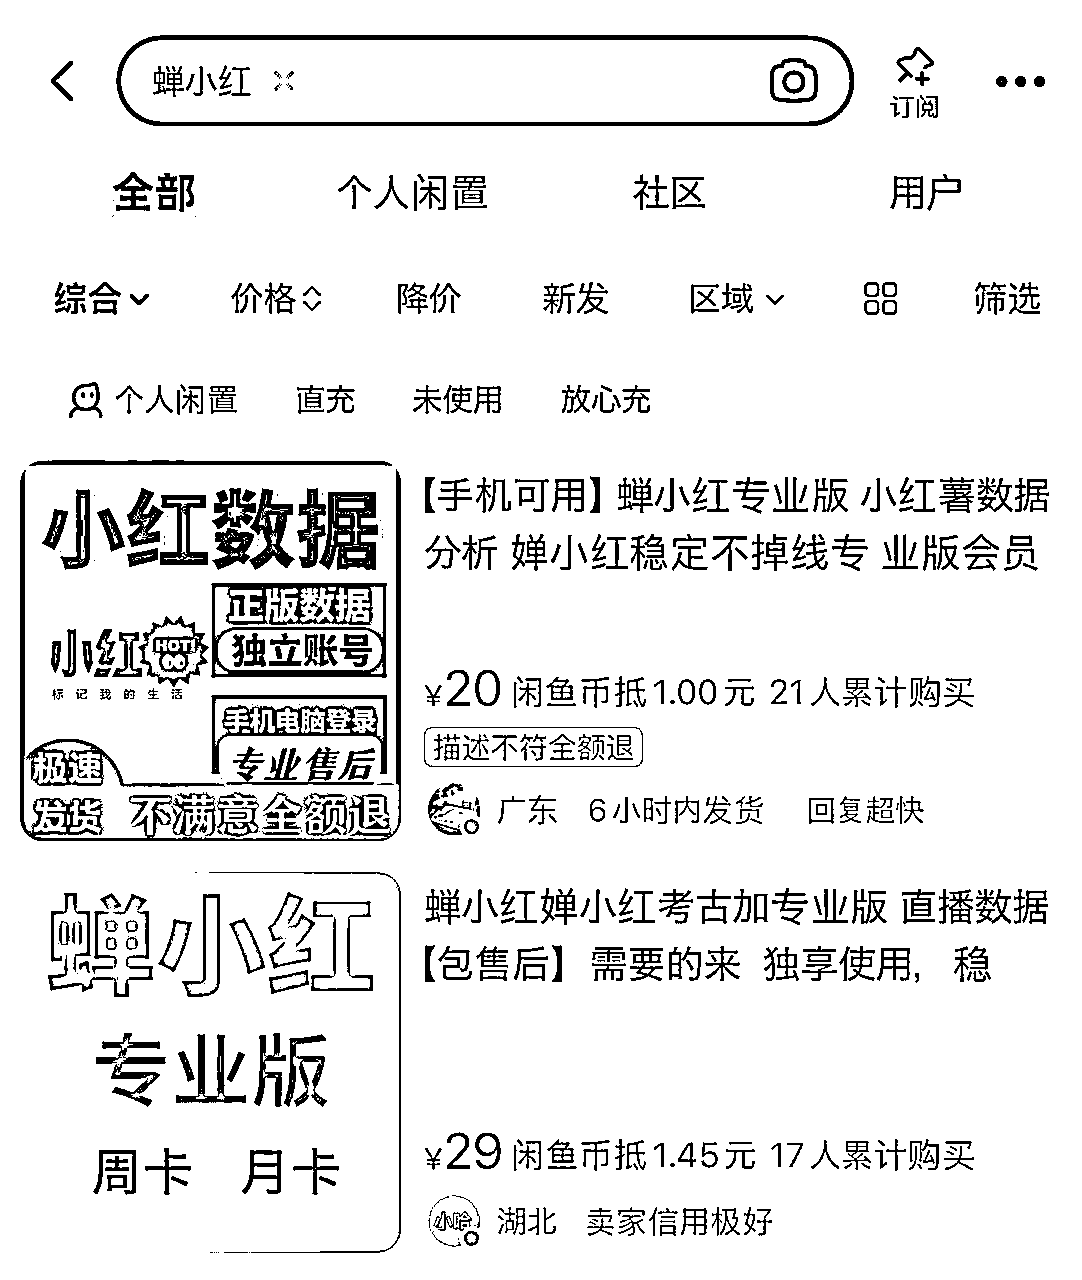 蝉小红
订阅
全部 个人闲置 社区 用户
综合 价格 降价 新发 区域 筛选
个人闲置 直充 未使用 放心充
小红数据
正版数据
独立账号
小红
HOT!
标记我的生活
手机电脑登录
专业售后
极速
发货
不满意全额退
【手机可用】蝉小红专业版 小红薯数据
分析 婵小红稳定不掉线专 业版会员
¥20 闲鱼币抵1.00元 21人累计购买
描述不符全额退
广东 6小时内发货 回复超快
蝉小红
专业版
周卡 月卡
蝉小红婵小红考古加专业版 直播数据
【包售后】需要的来 独享使用, 稳
¥29 闲鱼币抵1.45元 17人累计购买
湖北 卖家信用极好